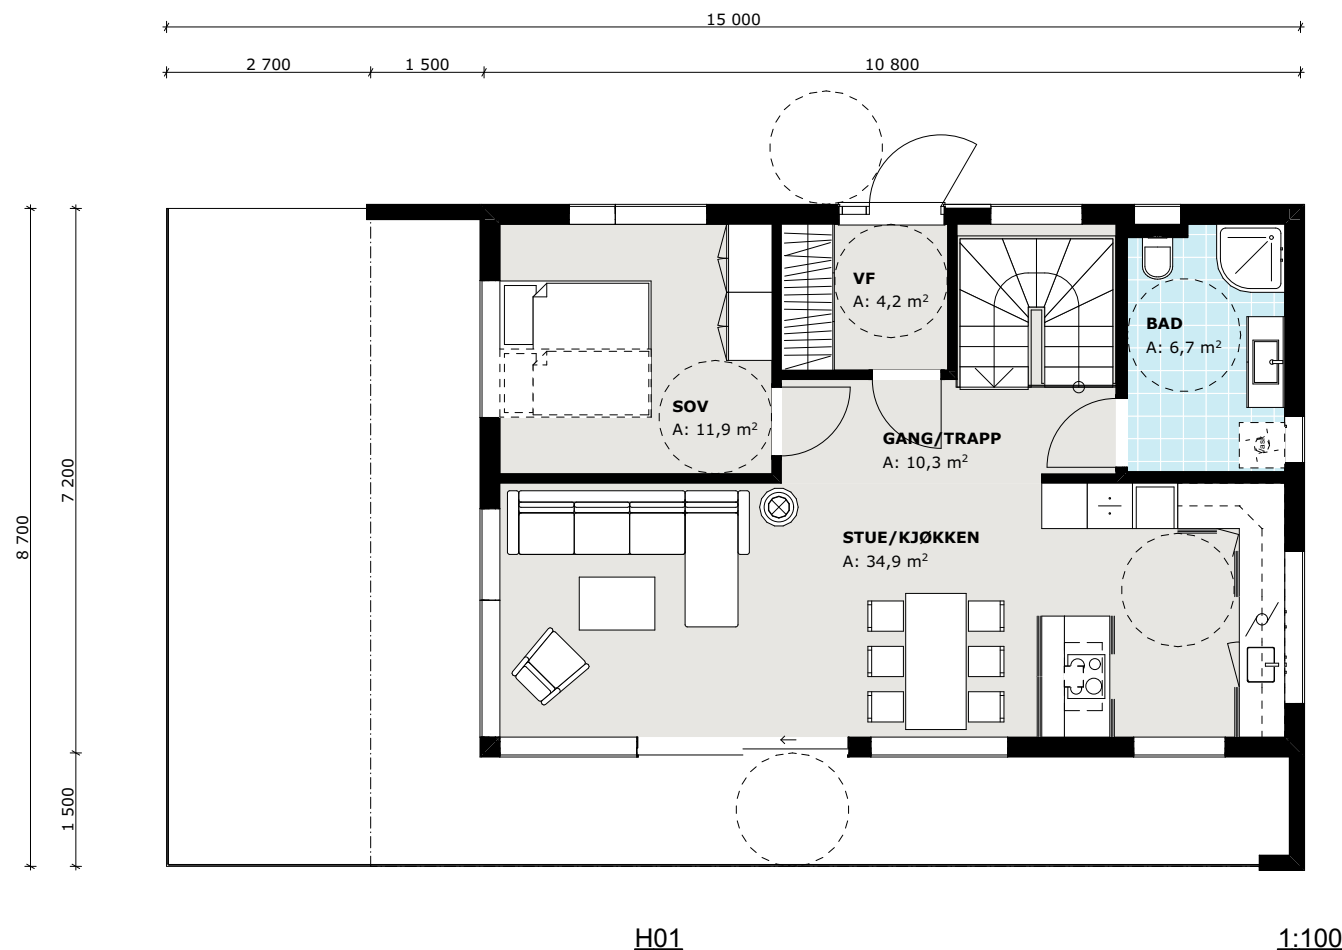 15 000
2 700 1 500 10 800
VF
A: 4,2 m²
BAD
A: 6,7 m²
SOV
A: 11,9 m²
GANG/TRAPP
A: 10,3 m²
7 200
8 700
STUE/KJØKKEN
A: 34,9 m²
1 500
H01
1:100